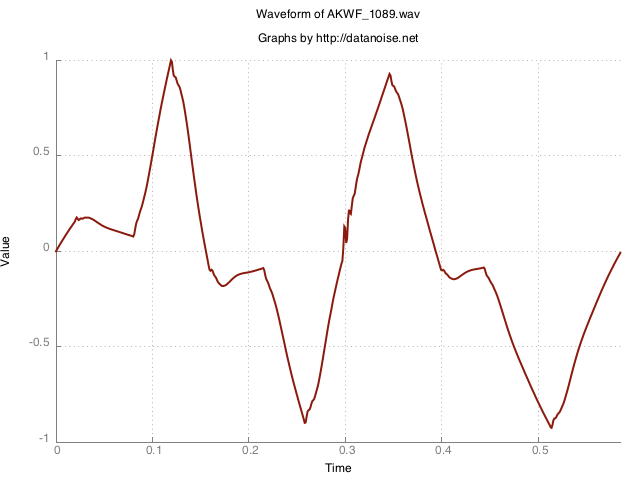 Waveform of AKWF_1089.wav
Graphs by http://datanoise.net
1
0.5
0
-0.5
-1
Value
0 0.1 0.2 0.3 0.4 0.5
Time